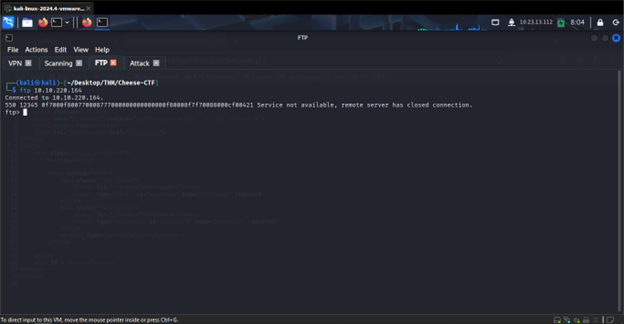 kali-linux-2024.4-vmware...
10.23.13.112 8:04
FTP
File Actions Edit View Help
VPN Scanning FTP Attack
(kali㉿kali)-[~/Desktop/THM/Cheese-CTF]
$ ftp 10.10.220.164
Connected to 10.10.220.164.
Service not available, remote server has closed connection.
ftp>
To direct input to this VM, move the mouse pointer inside or press Ctrl+G.